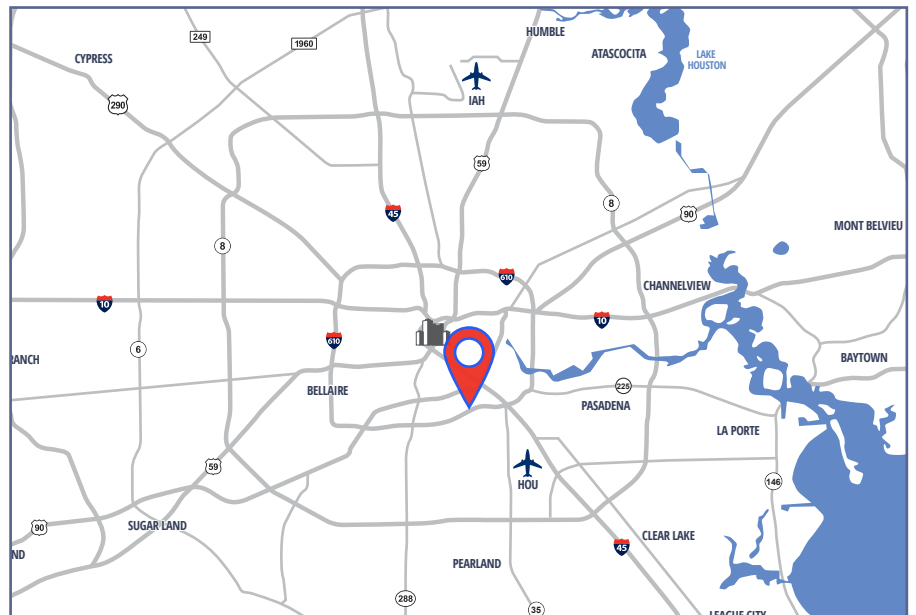 HUMBLE
249
1960
CYPRESS
ATASCOCITA
LAKE
HOUSTON
290
IAH
59
8
45
90
MONT BELVIEU
8
610
CHANNELVIEW
10
10
610
6
RANCH
BAYTOWN
225
BELLAIRE
PASADENA
LA PORTE
59
HOU
146
90
SUGAR LAND
CLEAR LAKE
45
ND
PEARLAND
288
35
LEAGUE CITY